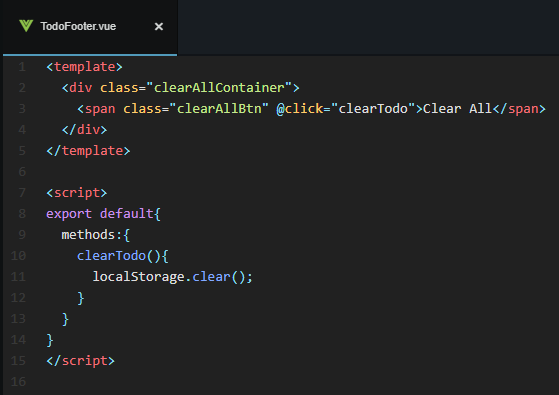 TodoFooter.vue ×
1 <template>
2   <div class="clearAllContainer">
3     <span class="clearAllBtn" @click="clearTodo">Clear All</span>
4   </div>
5 </template>
6
7 <script>
8 export default{
9   methods:{
10     clearTodo(){
11       localStorage.clear();
12     }
13   }
14 }
15 </script>
16